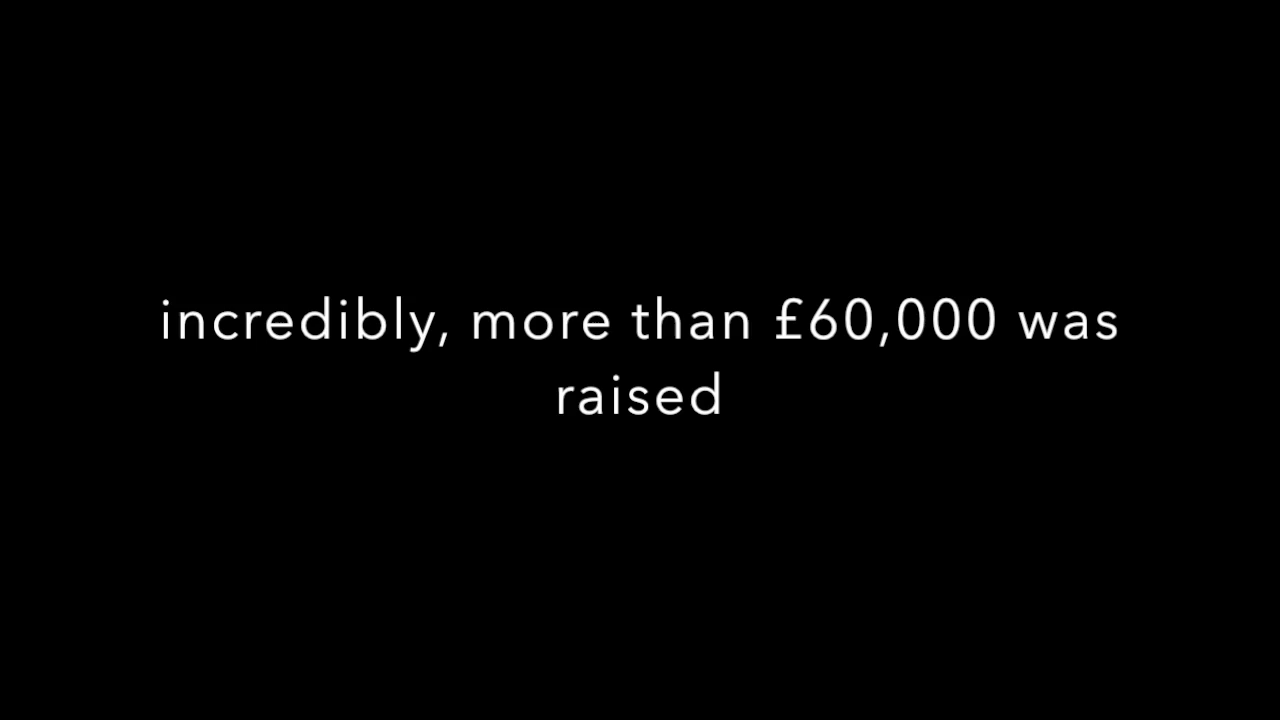 incredibly, more than £60,000 was
raised